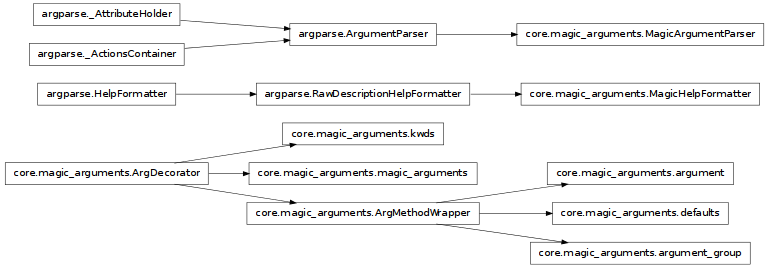 argparse._AttributeHolder
argparse._ActionsContainer
argparse.ArgumentParser
core.magic_arguments.MagicArgumentParser
argparse.HelpFormatter
argparse.RawDescriptionHelpFormatter
core.magic_arguments.MagicHelpFormatter
core.magic_arguments.ArgDecorator
core.magic_arguments.kwds
core.magic_arguments.magic_arguments
core.magic_arguments.ArgMethodWrapper
core.magic_arguments.argument
core.magic_arguments.defaults
core.magic_arguments.argument_group